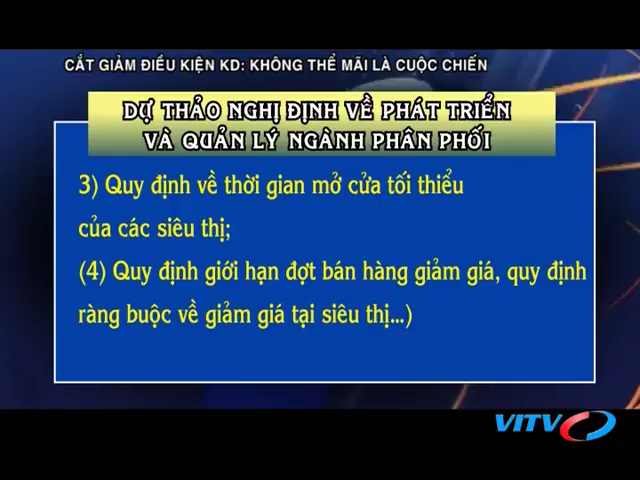 CẮT GIẢM ĐIỀU KIỆN KD: KHÔNG THỂ MÃI LÀ CUỘC CHIẾN
DỰ THẢO NGHỊ ĐỊNH VỀ PHÁT TRIỂN
VÀ QUẢN LÝ NGÀNH PHÂN PHỐI
3) Quy định về thời gian mở cửa tối thiểu
của các siêu thị;
(4) Quy định giới hạn đợt bán hàng giảm giá, quy định
ràng buộc về giảm giá tại siêu thị...)
VITV